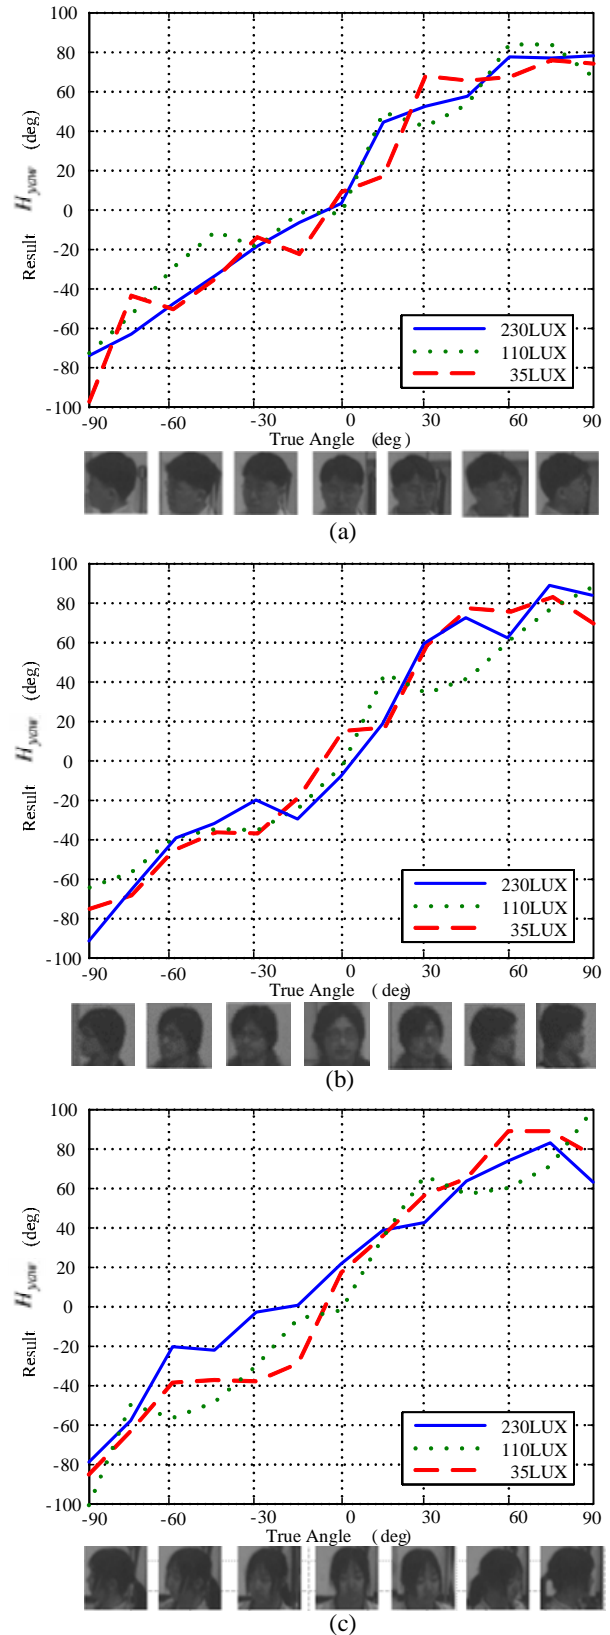 80
60
40
20
0
-20
-40
-60
-80
-100
Result H_yaw (deg)
230LUX
110LUX
35LUX
-90 -60 -30 0 30 60 90
True Angle (deg)
(a)
100
80
60
40
20
0
-20
-40
-60
-80
-100
Result H_yaw (deg)
230LUX
110LUX
35LUX
-90 -60 -30 0 30 60 90
True Angle (deg)
(b)
100
80
60
40
20
0
-20
-40
-60
-80
-100
Result H_yaw (deg)
230LUX
110LUX
35LUX
-90 -60 -30 0 30 60 90
True Angle (deg)
(c)